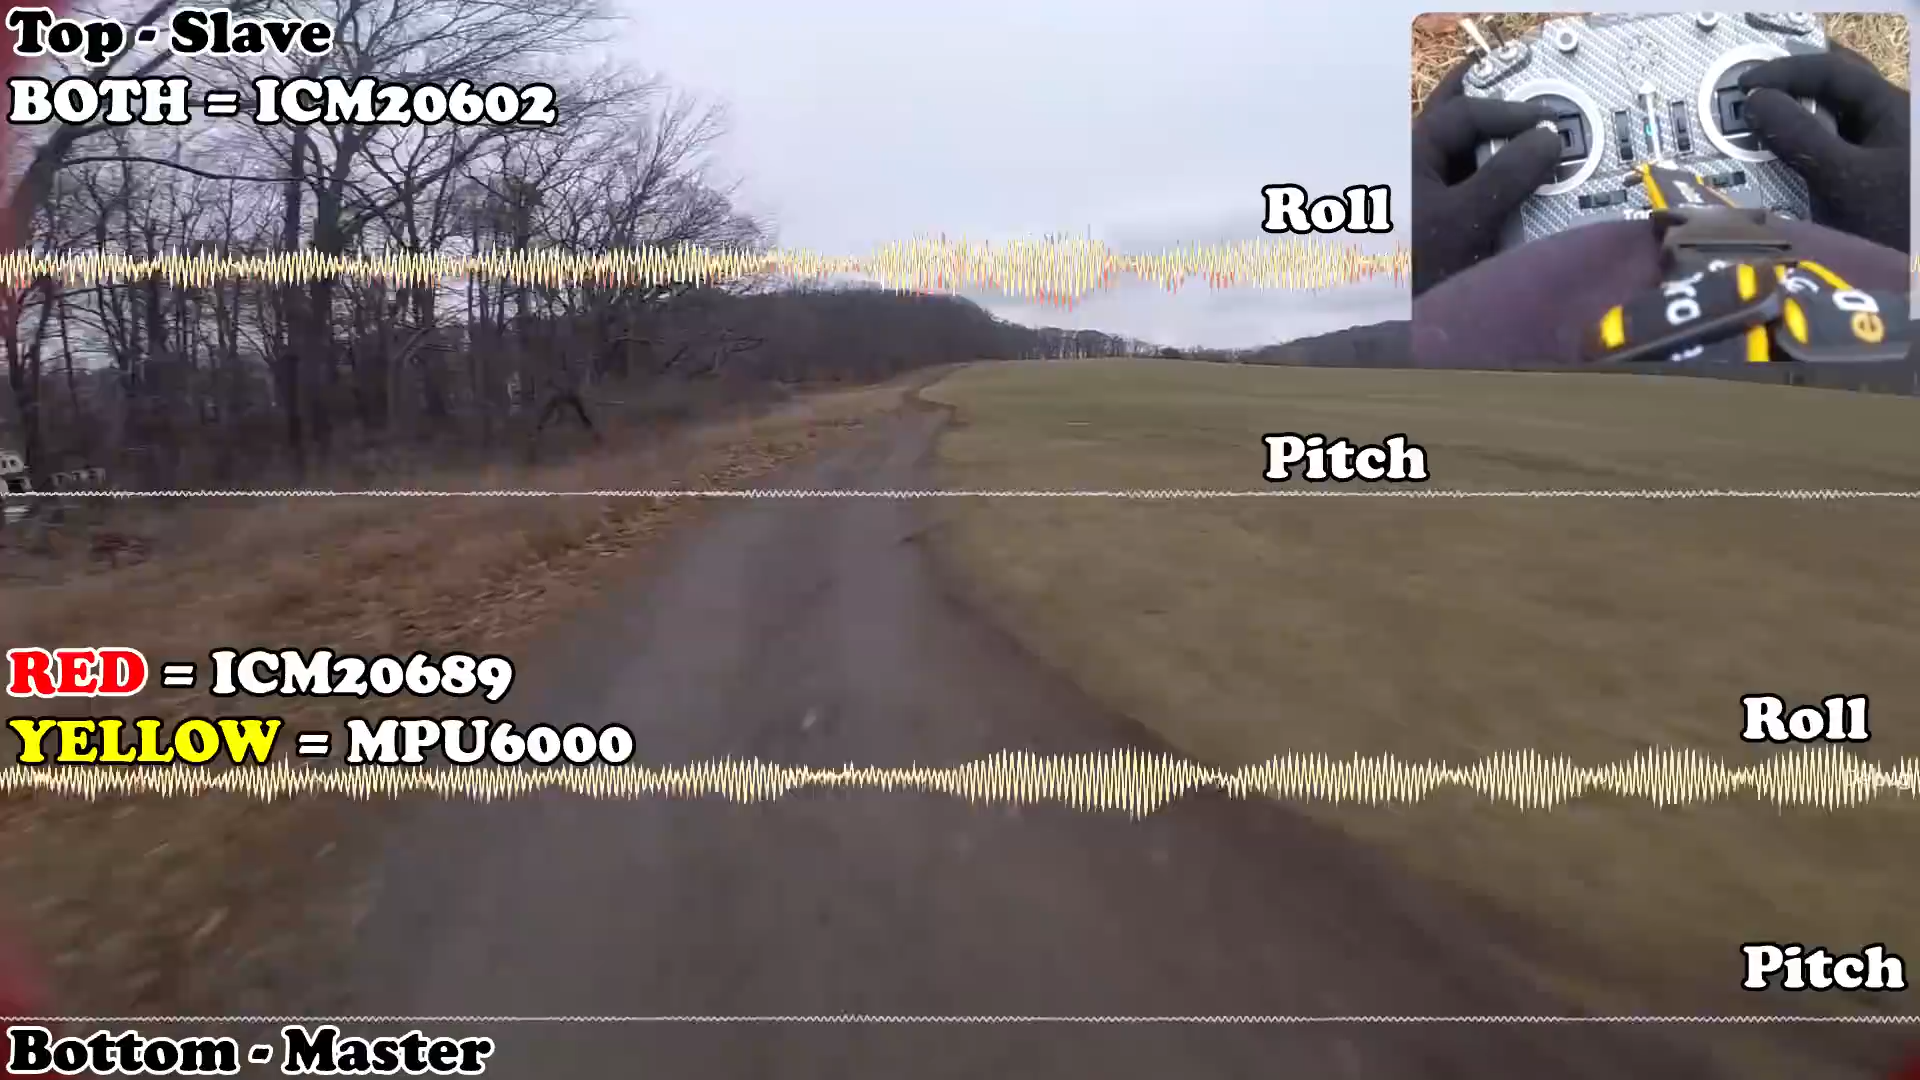 Top - Slave
BOTH = ICM20602
Roll
Pitch
RED = ICM20689
YELLOW = MPU6000
Roll
Pitch
Bottom - Master